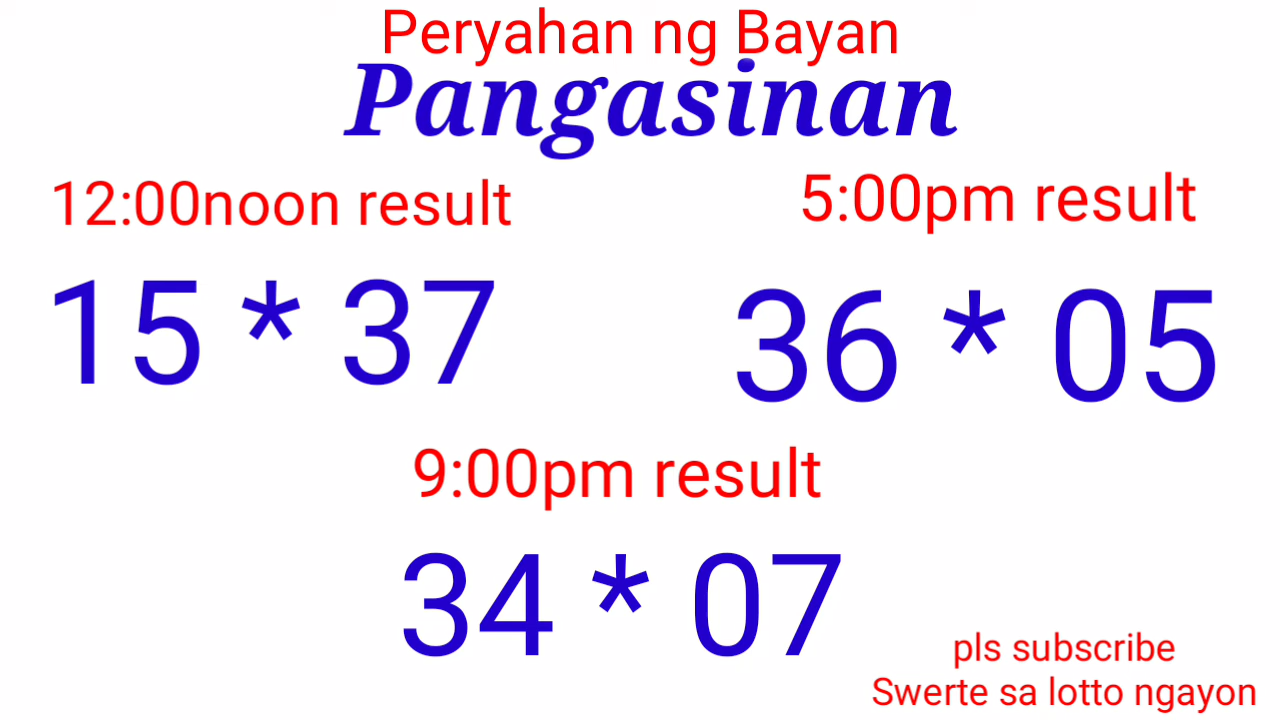 Peryahan ng Bayan
Pangasinan
12:00noon result
15 * 37
5:00pm result
36 * 05
9:00pm result
34 * 07
pls subscribe
Swerte sa lotto ngayon